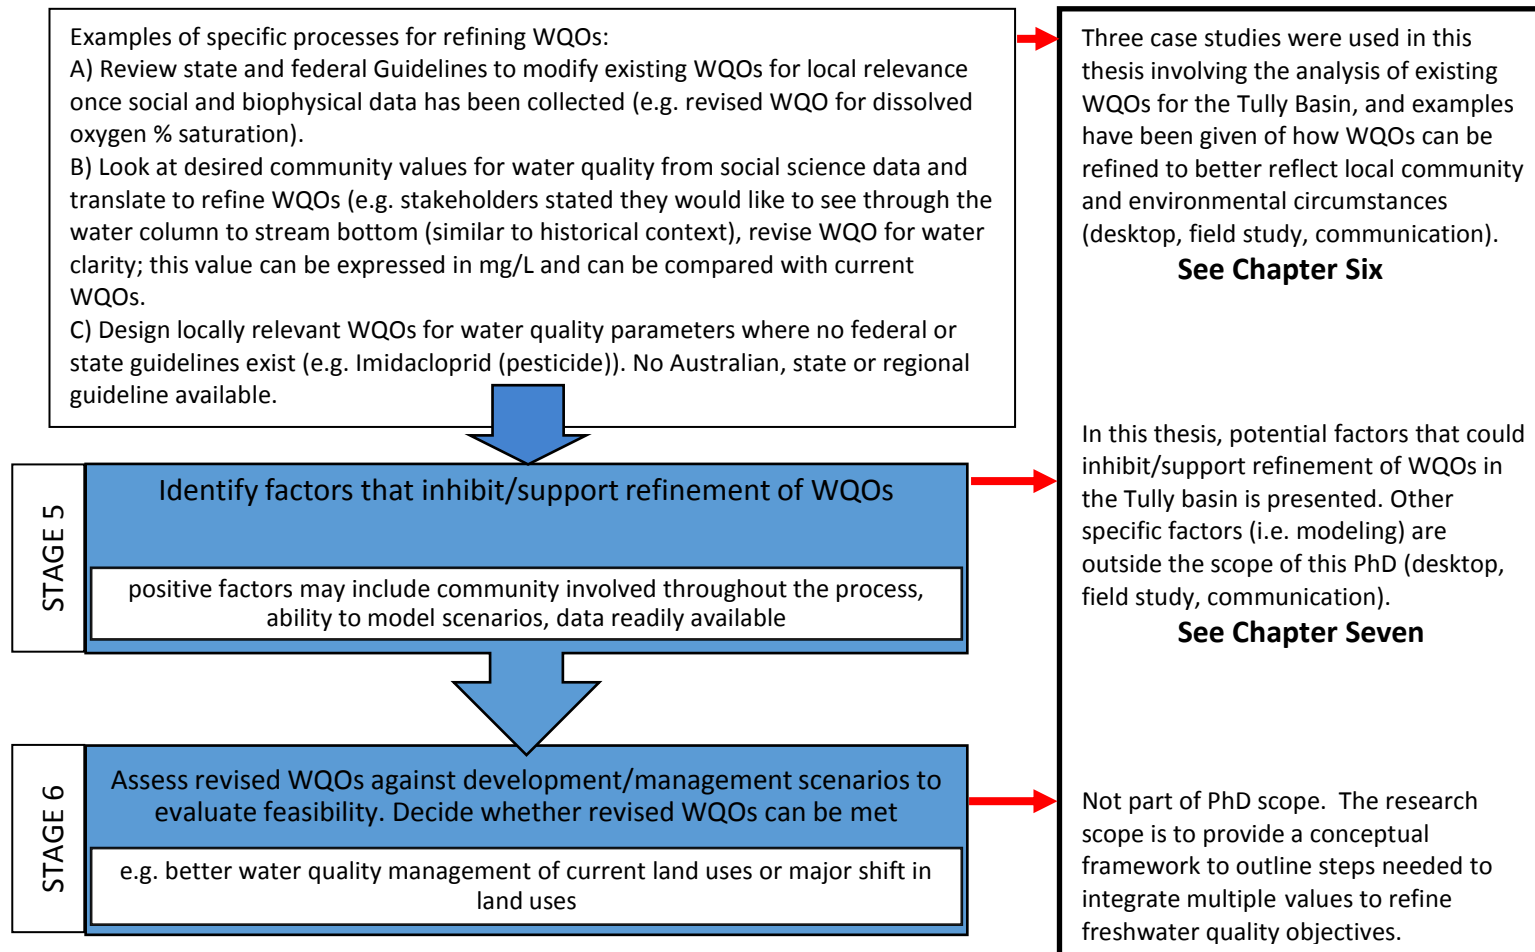 Examples of specific processes for refining WQOs:
A) Review state and federal Guidelines to modify existing WQOs for local relevance
once social and biophysical data has been collected (e.g. revised WQO for dissolved
oxygen % saturation).
B) Look at desired community values for water quality from social science data and
translate to refine WQOs (e.g. stakeholders stated they would like to see through the
water column to stream bottom (similar to historical context), revise WQO for water
clarity; this value can be expressed in mg/L and can be compared with current
WQOs.
C) Design locally relevant WQOs for water quality parameters where no federal or
state guidelines exist (e.g. Imidacloprid (pesticide)). No Australian, state or regional
guideline available.
Three case studies were used in this
thesis involving the analysis of existing
WQOs for the Tully Basin, and examples
have been given of how WQOs can be
refined to better reflect local community
and environmental circumstances
(desktop, field study, communication).
See Chapter Six
STAGE 5
Identify factors that inhibit/support refinement of WQOs
positive factors may include community involved throughout the process,
ability to model scenarios, data readily available
In this thesis, potential factors that could
inhibit/support refinement of WQOs in
the Tully basin is presented. Other
specific factors (i.e. modeling) are
outside the scope of this PhD (desktop,
field study, communication).
See Chapter Seven
STAGE 6
Assess revised WQOs against development/management scenarios to
evaluate feasibility. Decide whether revised WQOs can be met
e.g. better water quality management of current land uses or major shift in
land uses
Not part of PhD scope.  The research
scope is to provide a conceptual
framework to outline steps needed to
integrate multiple values to refine
freshwater quality objectives.